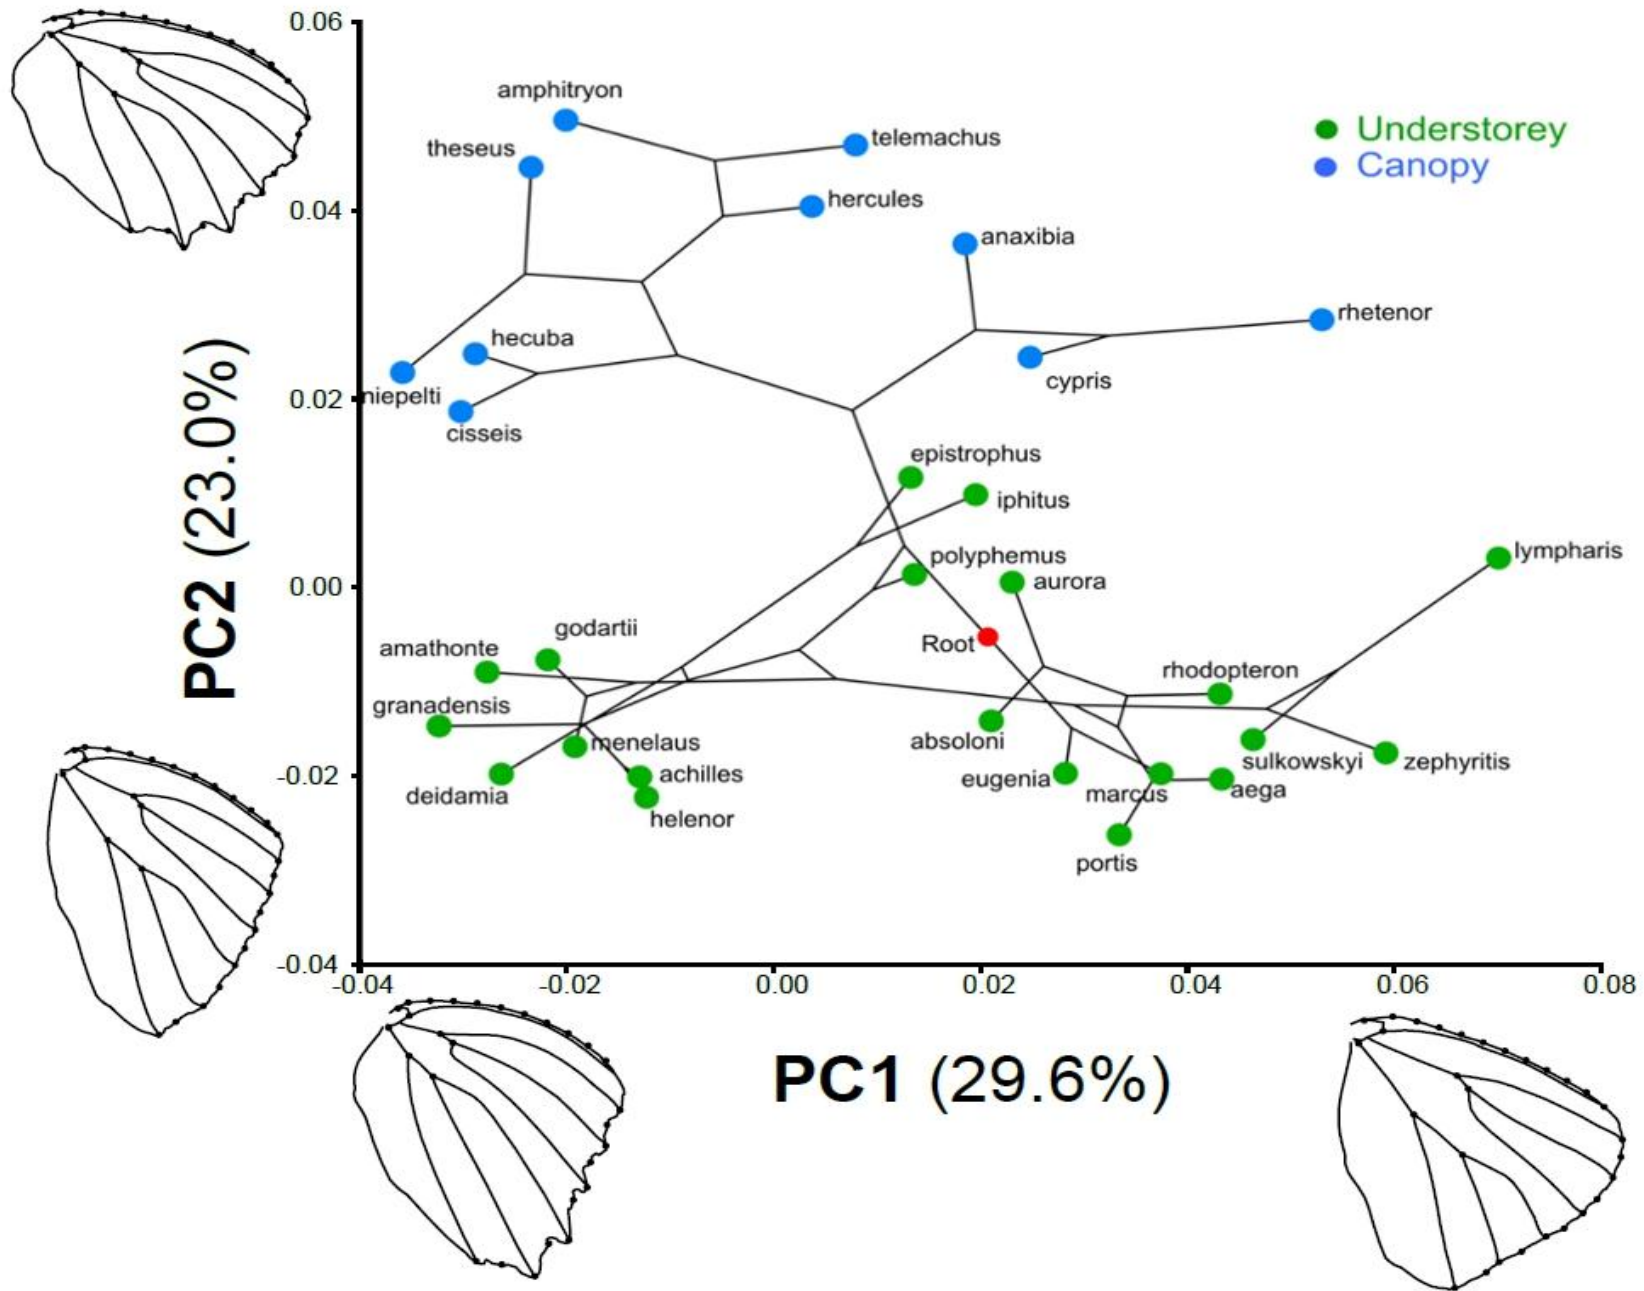 0.06
amphitryon
Understorey
telemachus
theseus
Canopy
hercules
0.04
anaxibia
rhetenor
hecuba
cypris
niepelti
0.02
cisseis
epistrophus
iphitus
lympharis
polyphemus
aurora
0.00
godartii
Root
amathonte
rhodopteron
granadensis
menelaus
absoloni
sulkowskyi
zephyritis
-0.02
achilles
eugenia
deidamia
marcus
aega
helenor
portis
PC2 (23.0%)
-0.04
-0.04 -0.02 0.00 0.02 0.04 0.06 0.08
PC1 (29.6%)